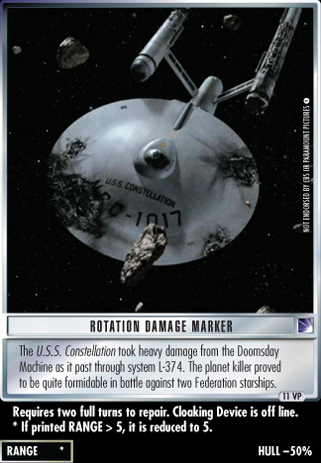 U.S.S. CONSTELLATION
1017
NOT ENDORSED BY CBS OR PARAMOUNT PICTURES
ROTATION DAMAGE MARKER
The U.S.S. Constellation took heavy damage from the Doomsday
Machine as it past through system L-374. The planet killer proved
to be quite formidable in battle against two Federation starships.
11 VP
Requires two full turns to repair. Cloaking Device is off line.
* If printed RANGE > 5, it is reduced to 5.
RANGE *
HULL –50%